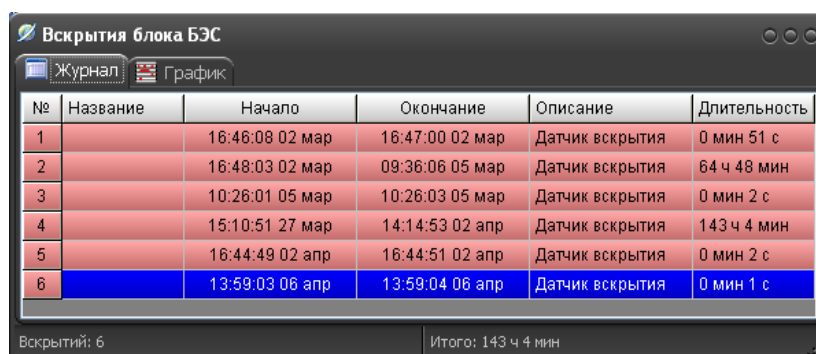 Вскрытия блока БЭС
Журнал График
№ Название Начало Окончание Описание Длительность
1 16:46:08 02 мар 16:47:00 02 мар Датчик вскрытия 0 мин 51 с
2 16:48:03 02 мар 09:36:06 05 мар Датчик вскрытия 64 ч 48 мин
3 10:26:01 05 мар 10:26:03 05 мар Датчик вскрытия 0 мин 2 с
4 15:10:51 27 мар 14:14:53 02 апр Датчик вскрытия 143 ч 4 мин
5 16:44:49 02 апр 16:44:51 02 апр Датчик вскрытия 0 мин 2 с
6 13:59:03 06 апр 13:59:04 06 апр Датчик вскрытия 0 мин 1 с
Вскрытий: 6 Итого: 143 ч 4 мин